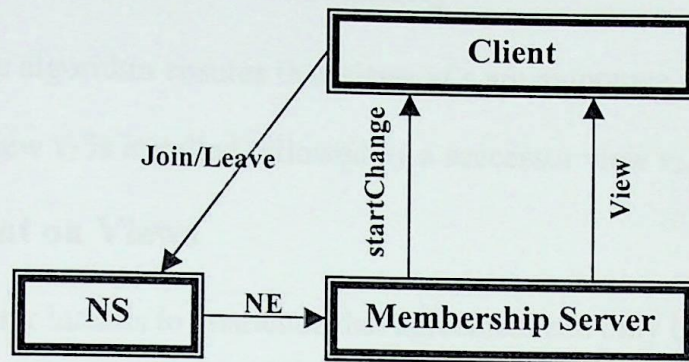 Client
Join/Leave
startChange
View
NS
NE
Membership Server